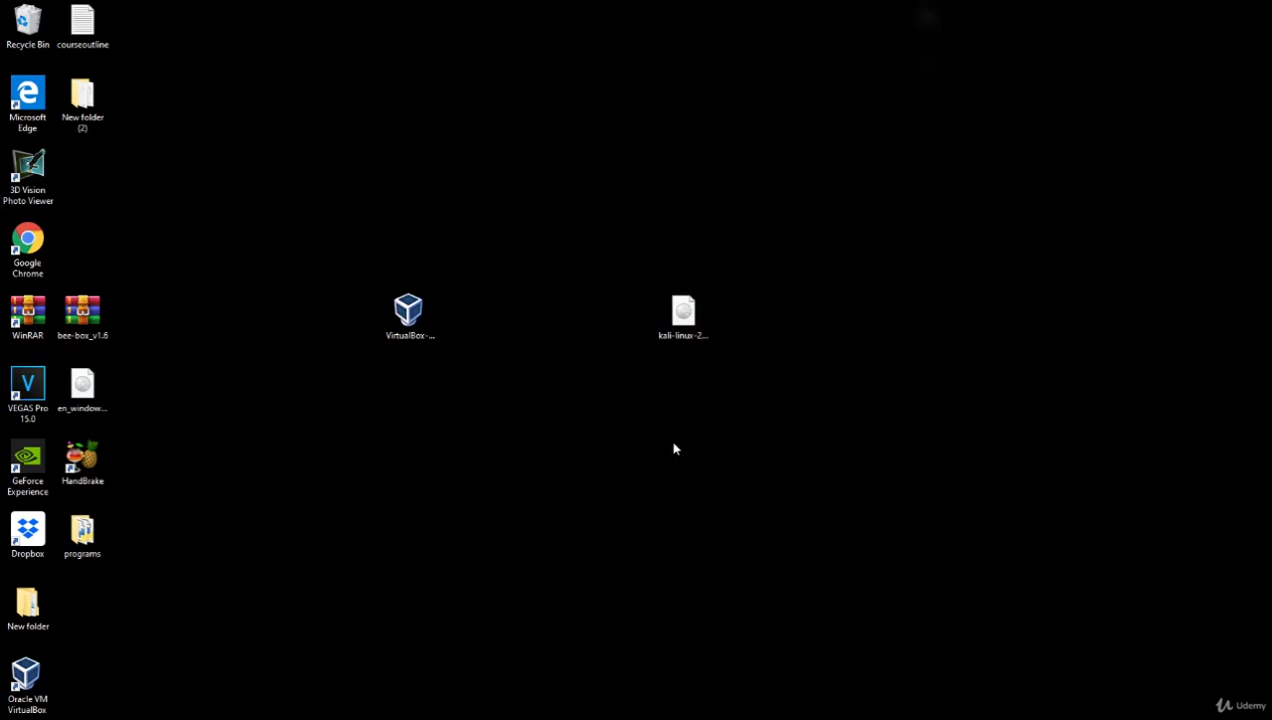 Recycle Bin
courseoutline
Microsoft
Edge
New folder
(2)
3D Vision
Photo Viewer
Google
Chrome
WinRAR
bee-box_v1.6
VirtualBox-...
kali-linux-2...
VEGAS Pro
15.0
en_window...
GeForce
Experience
HandBrake
Dropbox
programs
New folder
Oracle VM
VirtualBox
Udemy